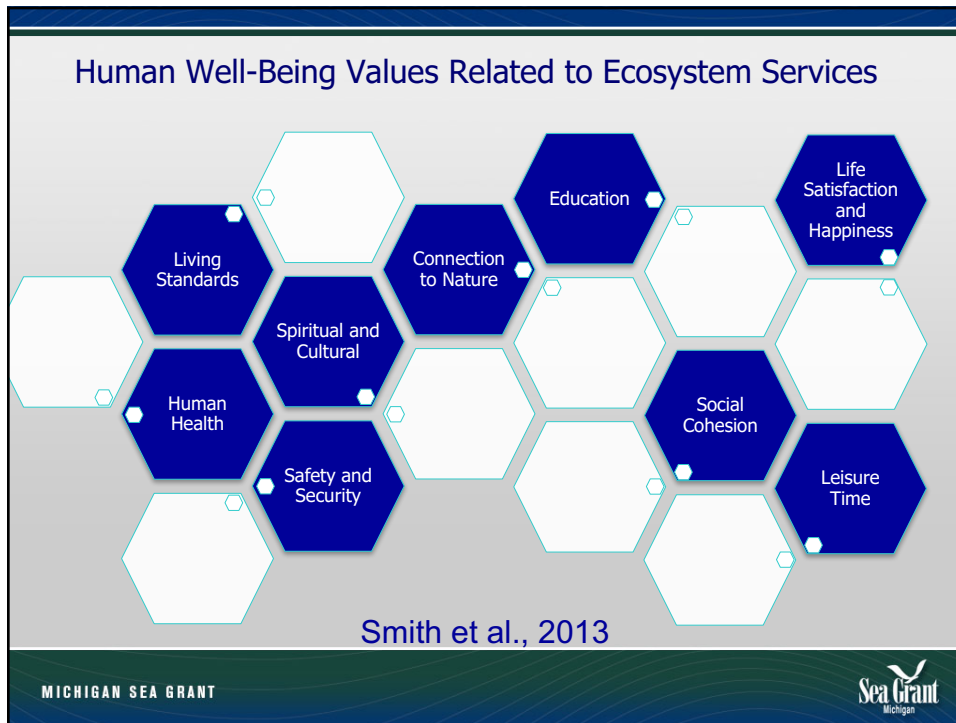 Human Well-Being Values Related to Ecosystem Services
Living
Standards
Human
Health
Spiritual and
Cultural
Safety and
Security
Connection
to Nature
Education
Social
Cohesion
Life
Satisfaction
and
Happiness
Leisure
Time
Smith et al., 2013
MICHIGAN SEA GRANT
Sea Grant
Michigan